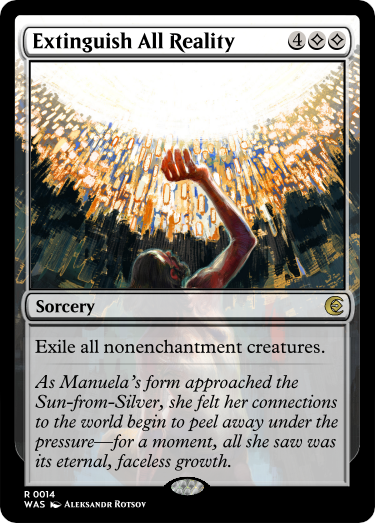 Extinguish All Reality 4
Sorcery
Exile all nonenchantment creatures.
As Manuela's form approached the
Sun-from-Silver, she felt her connections
to the world begin to peel away under the
pressure—for a moment, all she saw was
its eternal, faceless growth.
R 0014
WAS Aleksandr Rotsov